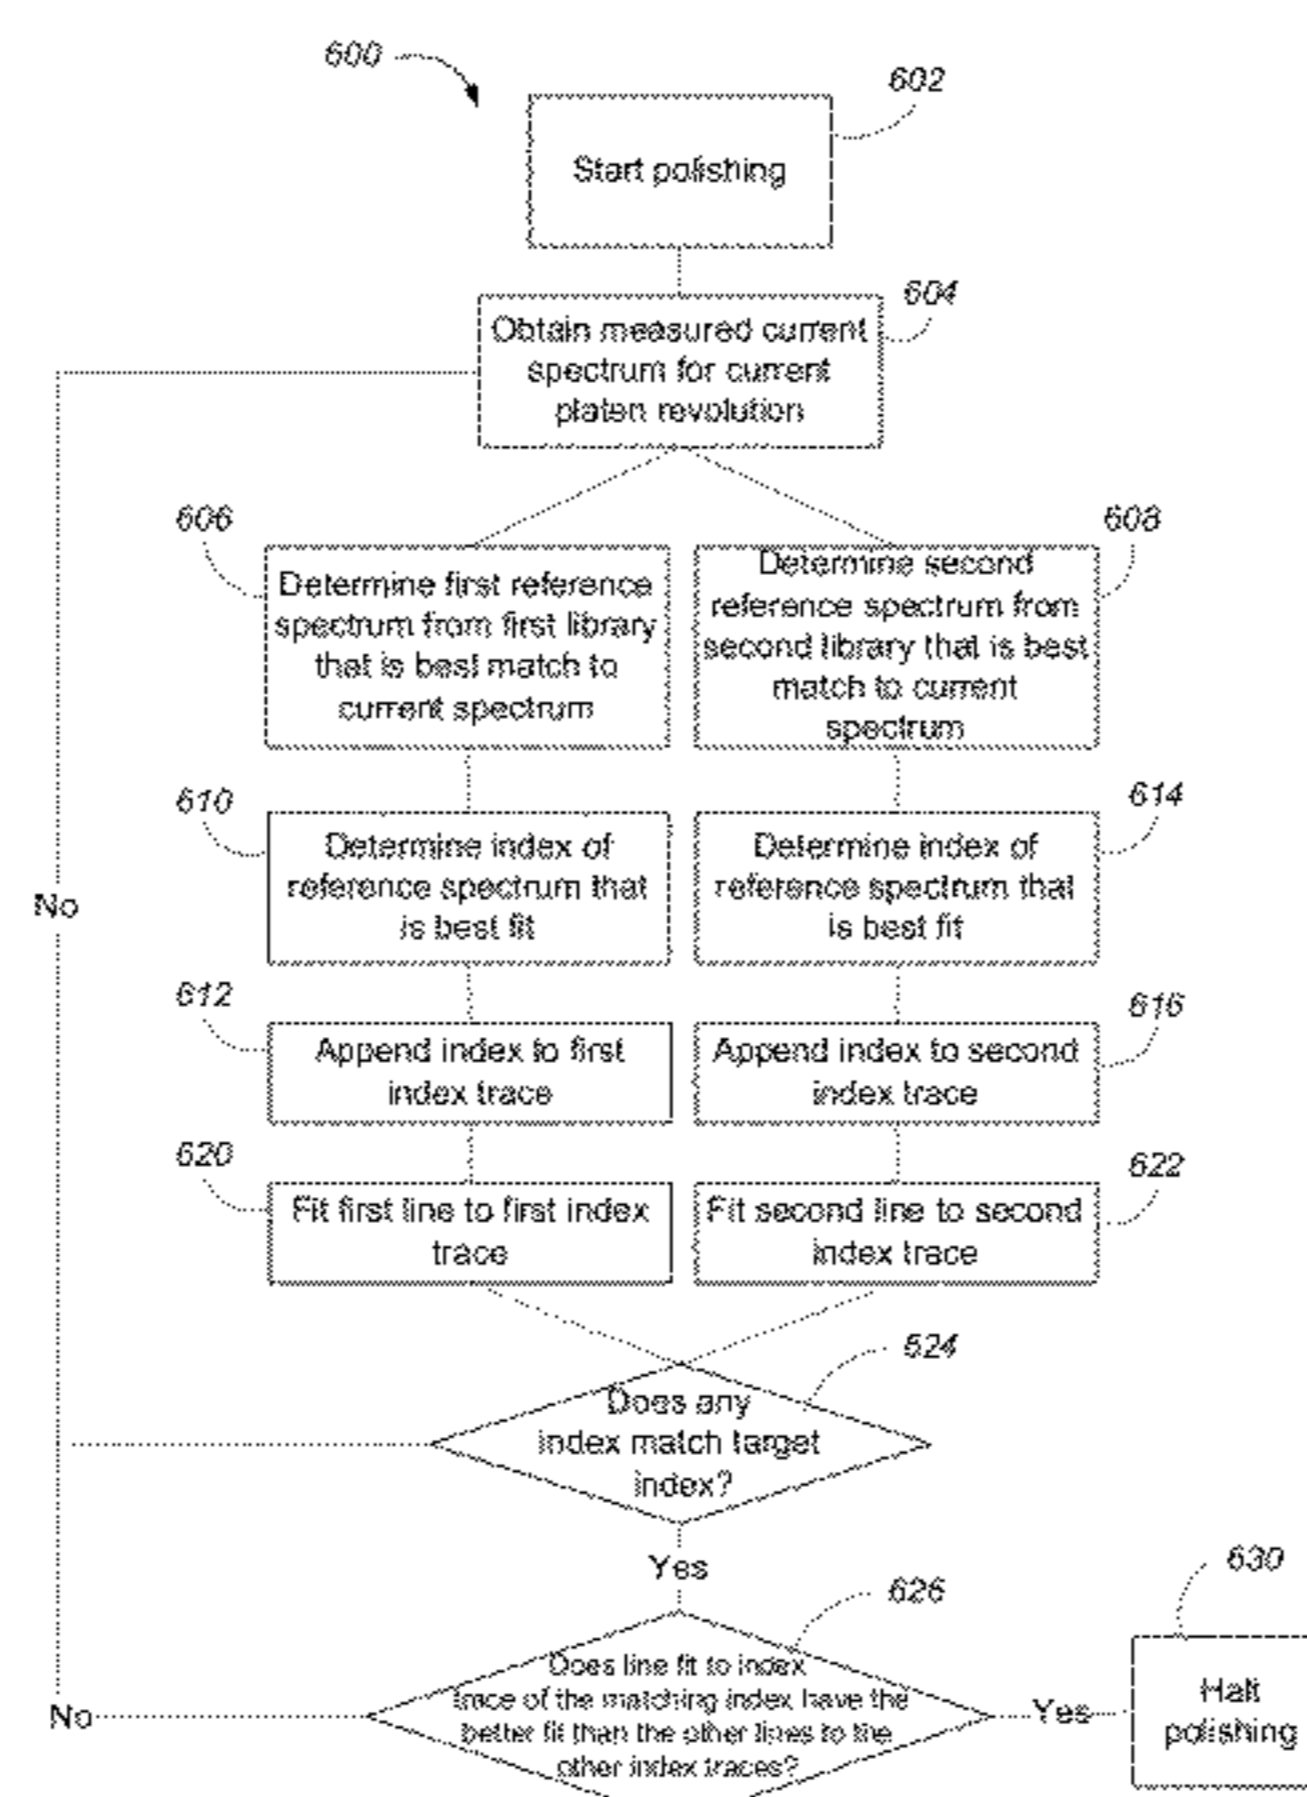 600
602
Start polishing
604
Obtain measured current
spectrum for current
platen revolution
606
Determine first reference
spectrum from first library
that is best match to
current spectrum
608
Determine second
reference spectrum from
second library that is best
match to current
spectrum
610
Determine index of
reference spectrum that
is best fit
614
Determine index of
reference spectrum that
is best fit
No
612
Append index to first
index trace
616
Append index to second
index trace
620
Fit first line to first index
trace
622
Fit second line to second
index trace
624
Does any
index match target
index?
Yes
626
Does line fit to index
trace of the matching index have the
better fit than the other lines to the
other index traces?
No
Yes
630
Halt
polishing